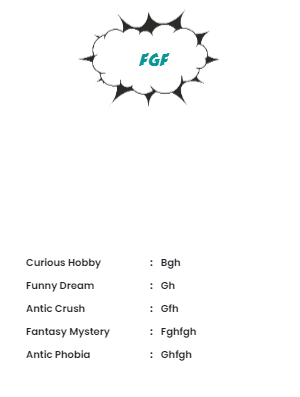 FGF
Curious Hobby : Bgh
Funny Dream : Gh
Antic Crush : Gfh
Fantasy Mystery : Fghfgh
Antic Phobia : Ghfgh